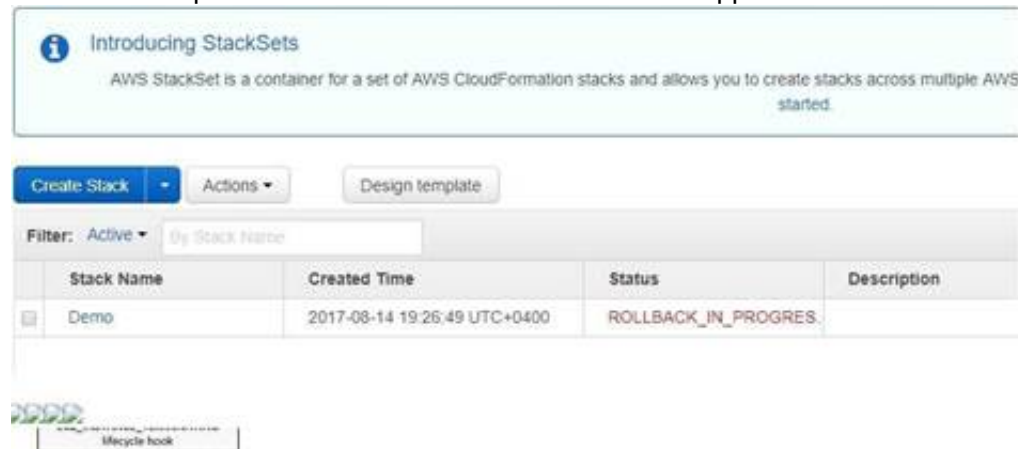 Introducing StackSets
AWS StackSet is a container for a set of AWS CloudFormation stacks and allows you to create stacks across multiple AWS
started.
Create Stack Actions Design template
Filter: Active By Stack Name
Stack Name Created Time Status Description
Demo 2017-08-14 19:26:49 UTC+0400 ROLLBACK_IN_PROGRES.
lifecycle hook